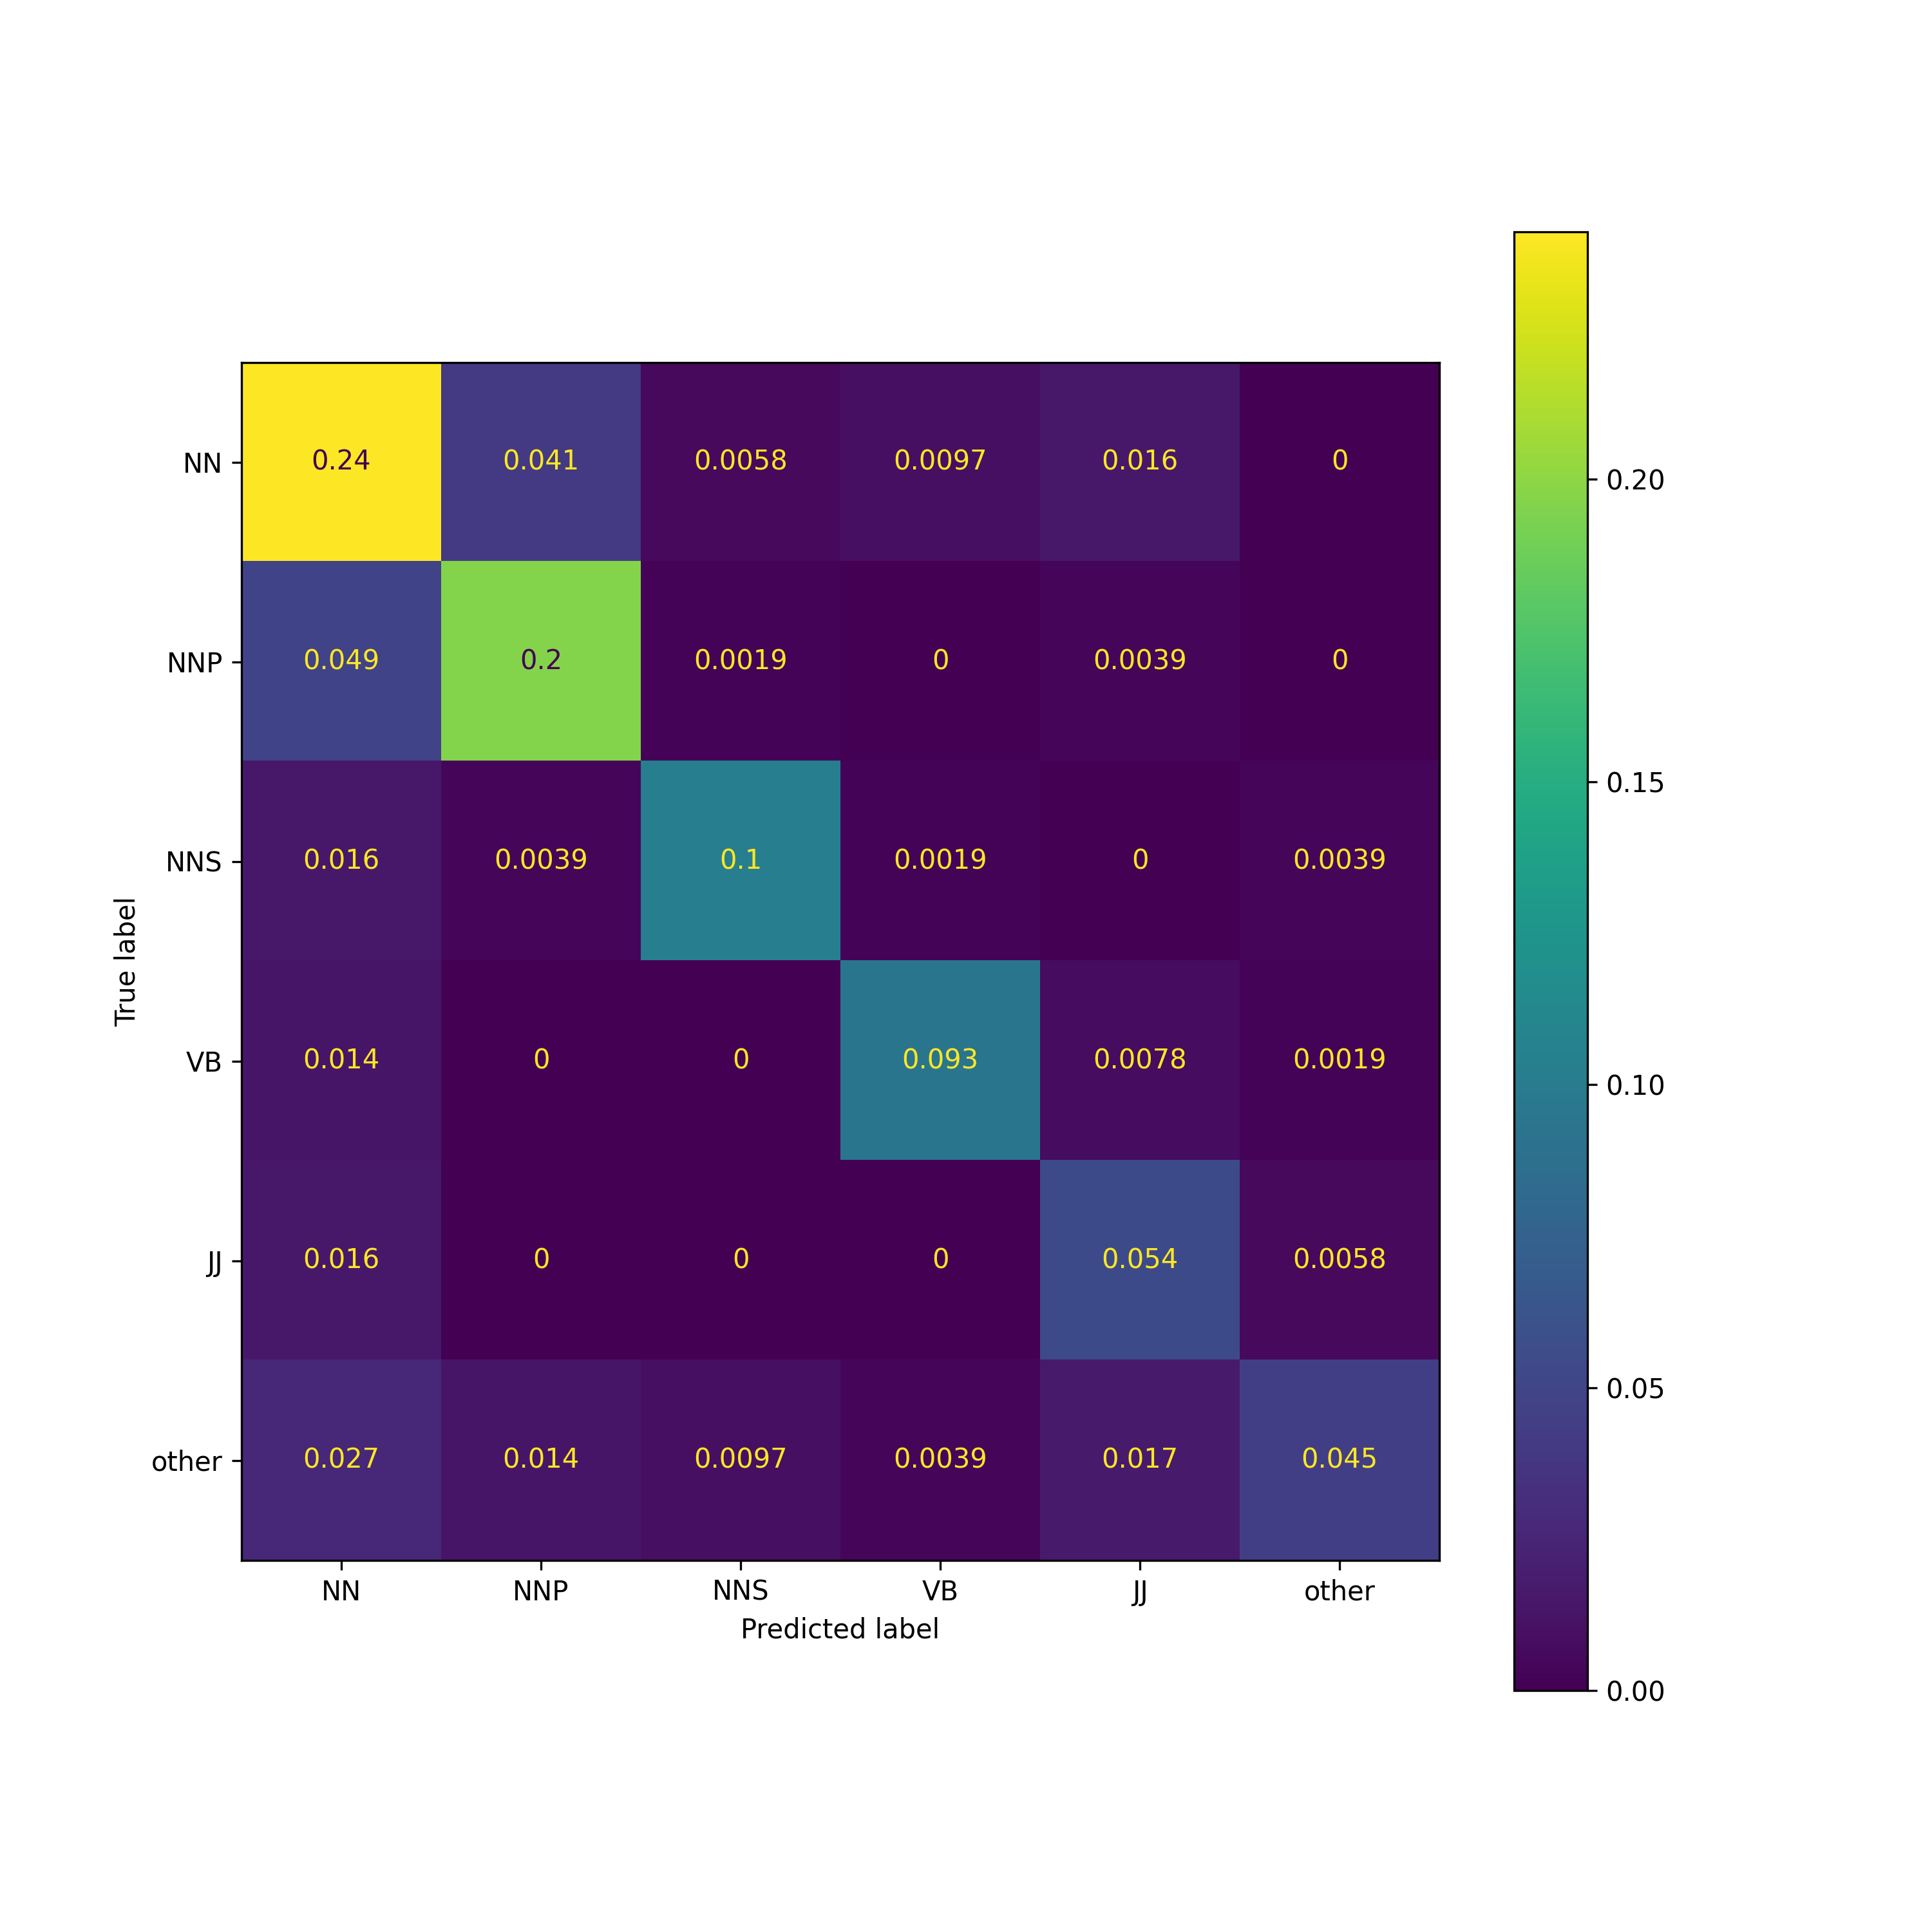 0.20
0.15
0.10
0.05
0.00
True label
NN 0.24 0.041 0.0058 0.0097 0.016 0
NNP 0.049 0.2 0.0019 0 0.0039 0
NNS 0.016 0.0039 0.1 0.0019 0 0.0039
VB 0.014 0 0 0.093 0.0078 0.0019
JJ 0.016 0 0 0 0.054 0.0058
other 0.027 0.014 0.0097 0.0039 0.017 0.045
NN NNP NNS VB JJ other
Predicted label